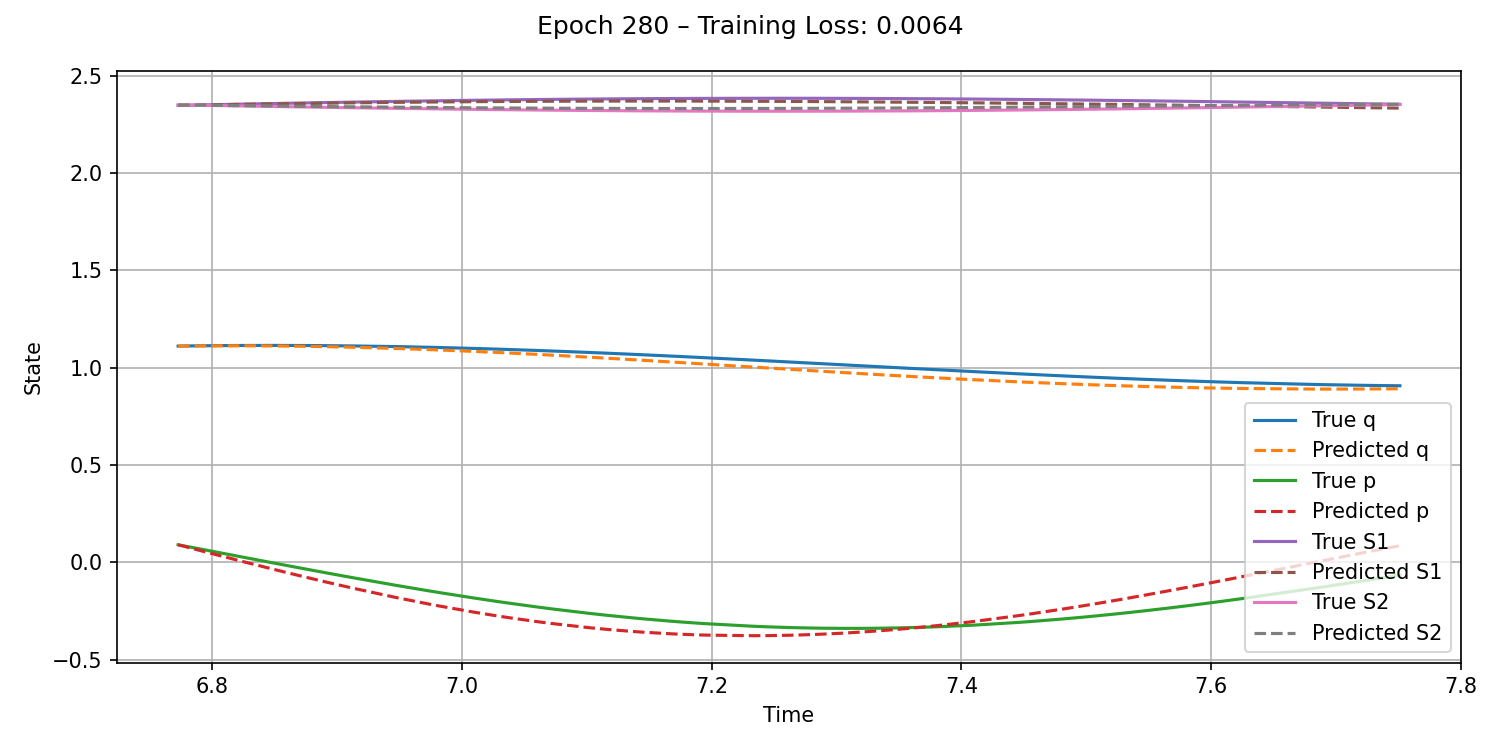 Epoch 280 – Training Loss: 0.0064
2.5
2.0
1.5
1.0
0.5
0.0
−0.5
State
6.8
7.0
7.2
7.4
7.6
7.8
Time
True q
Predicted q
True p
Predicted p
True S1
Predicted S1
True S2
Predicted S2